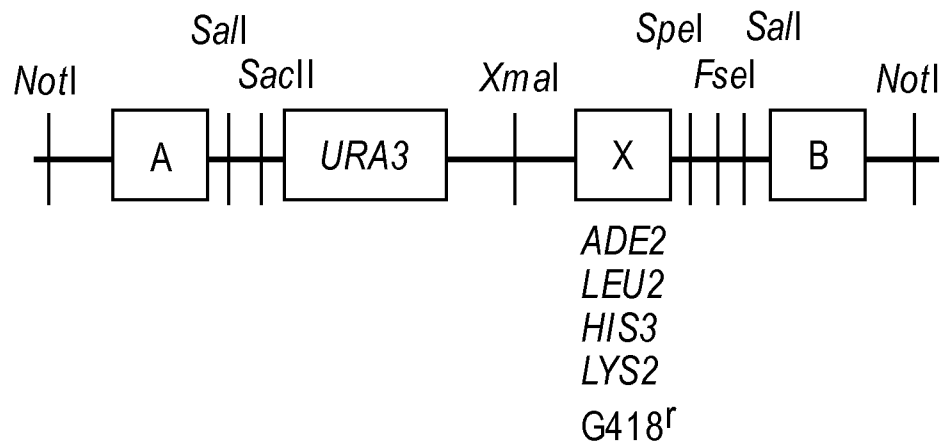 SalI
SpeI
SalI
NotI
SacII
XmaI
FseI
NotI
A
URA3
X
B
ADE2
LEU2
HIS3
LYS2
G418r